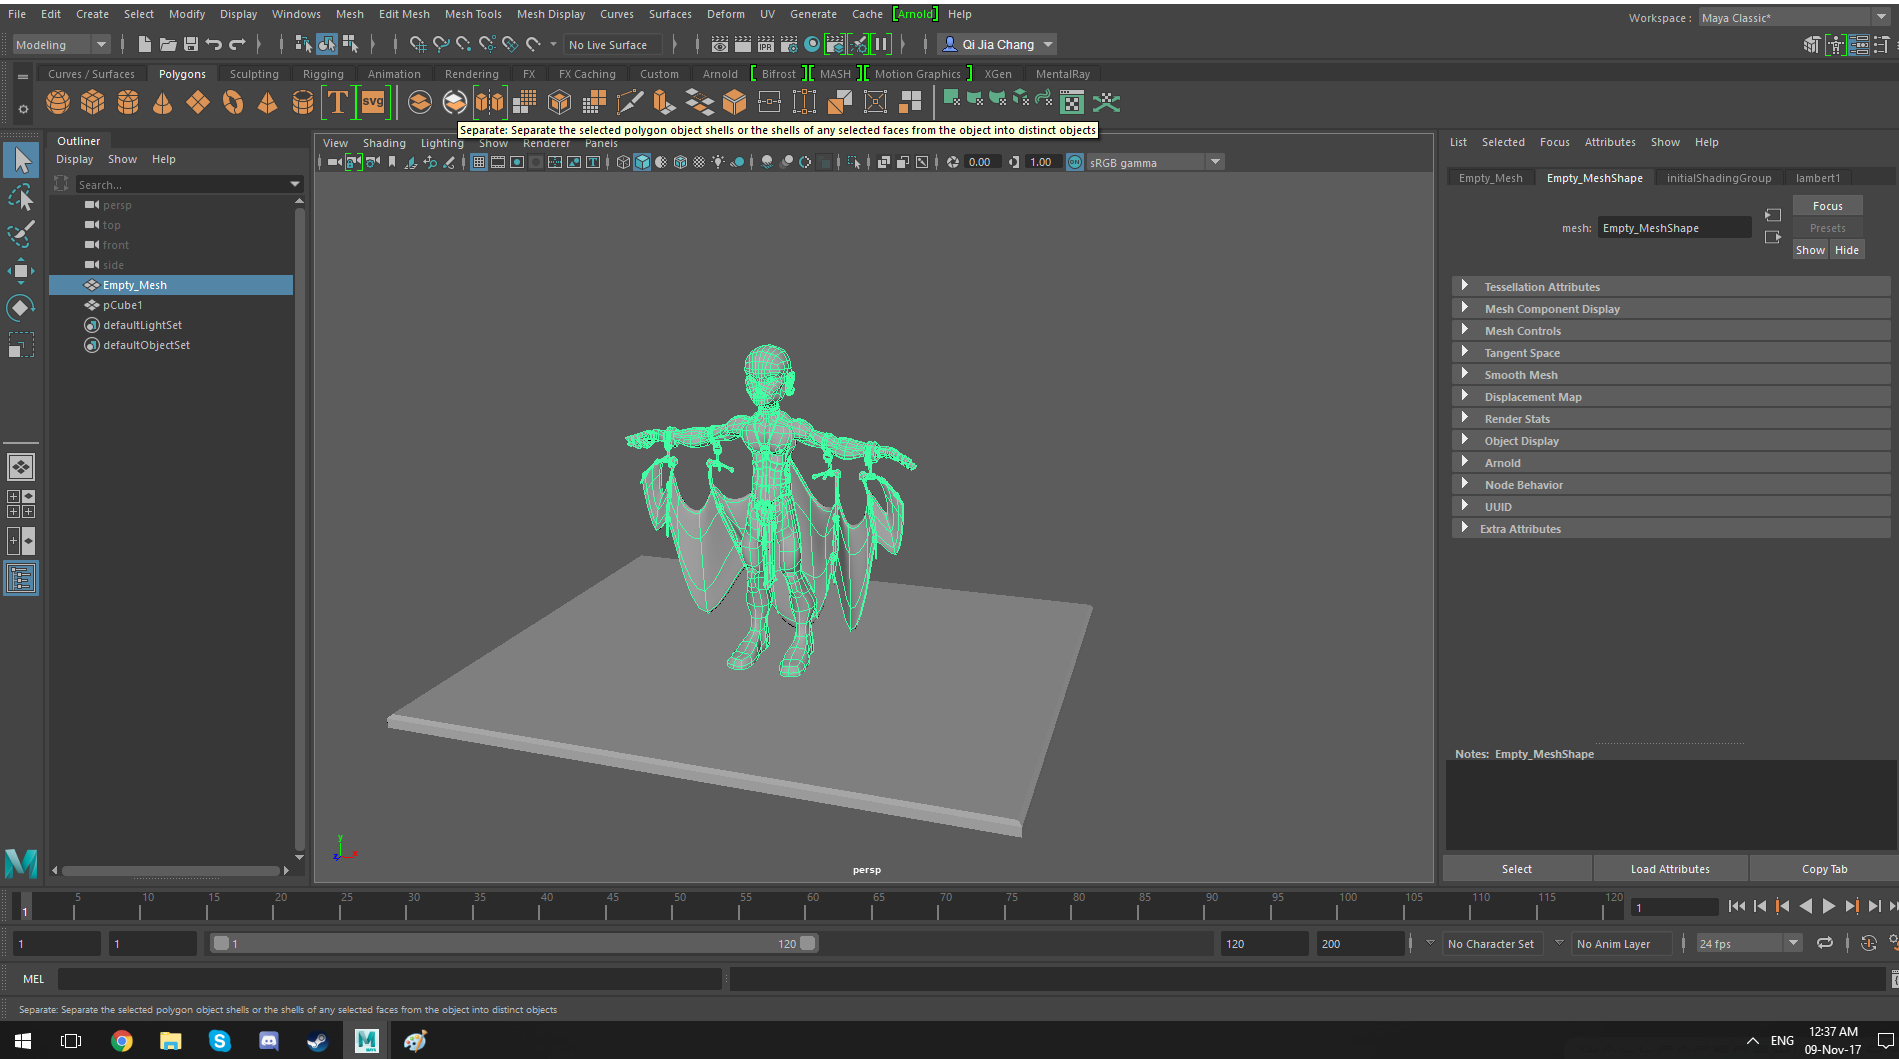 File Edit Create Select Modify Display Windows Mesh Edit Mesh Mesh Tools Mesh Display Curves Surfaces Deform UV Generate Cache [Arnold] Help
Workspace : Maya Classic*
Modeling No Live Surface IPR Qi Jia Chang
Curves / Surfaces Polygons Sculpting Rigging Animation Rendering FX FX Caching Custom Arnold Bifrost MASH Motion Graphics XGen MentalRay
T SVG
Separate: Separate the selected polygon object shells or the shells of any selected faces from the object into distinct objects
Outliner
Display Show Help
Search...
persp
top
front
side
Empty_Mesh
pCube1
defaultLightSet
defaultObjectSet
View Shading Lighting Show Renderer Panels
0.00 1.00 ON sRGB gamma
y
x
z
persp
List Selected Focus Attributes Show Help
Empty_Mesh Empty_MeshShape initialShadingGroup lambert1
Focus
mesh: Empty_MeshShape
Presets
Show Hide
Tessellation Attributes
Mesh Component Display
Mesh Controls
Tangent Space
Smooth Mesh
Displacement Map
Render Stats
Object Display
Arnold
Node Behavior
UUID
Extra Attributes
Notes: Empty_MeshShape
Select Load Attributes Copy Tab
1 5 10 15 20 25 30 35 40 45 50 55 60 65 70 75 80 85 90 95 100 105 110 115 120 1
1 1 1 120 120 200 No Character Set No Anim Layer 24 fps
MEL
Separate: Separate the selected polygon object shells or the shells of any selected faces from the object into distinct objects
ENG
12:37 AM
09-Nov-17